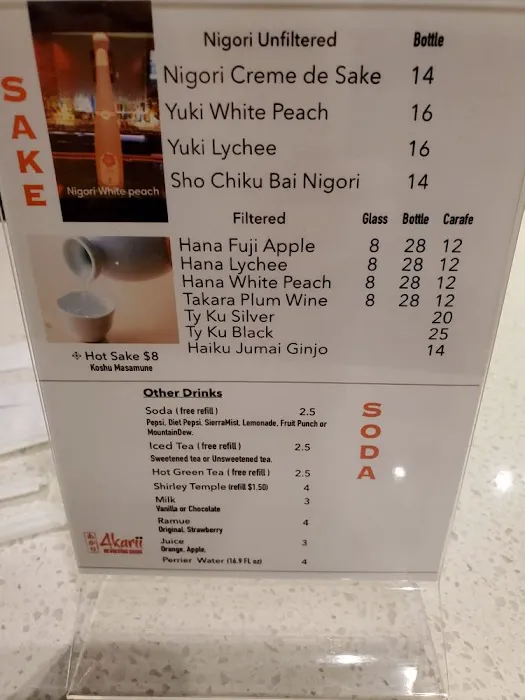 SAKE
Nigori Unfiltered Bottle
Nigori Creme de Sake 14
Yuki White Peach 16
Yuki Lychee 16
Sho Chiku Bai Nigori 14
Nigori White peach
Filtered Glass Bottle Carafe
Hana Fuji Apple 8 28 12
Hana Lychee 8 28 12
Hana White Peach 8 28 12
Takara Plum Wine 8 28 12
Ty Ku Silver 20
Ty Ku Black 25
Haiku Jumai Ginjo 14
Hot Sake $8
Koshu Masamune
Other Drinks
SODA
Soda (free refill) 2.5
Pepsi, Diet Pepsi, SierraMist, Lemonade, Fruit Punch or
MountainDew.
Iced Tea (free refill) 2.5
Sweetened tea or Unsweetened tea.
Hot Green Tea (free refill) 2.5
Shirley Temple (refill $1.50) 4
Milk 3
Vanilla or Chocolate
Ramue 4
Original, Strawberry
Juice 3
Orange, Apple,
Perrier Water (16.9 FL oz) 4
Akarii
REVOLVING SUSHI